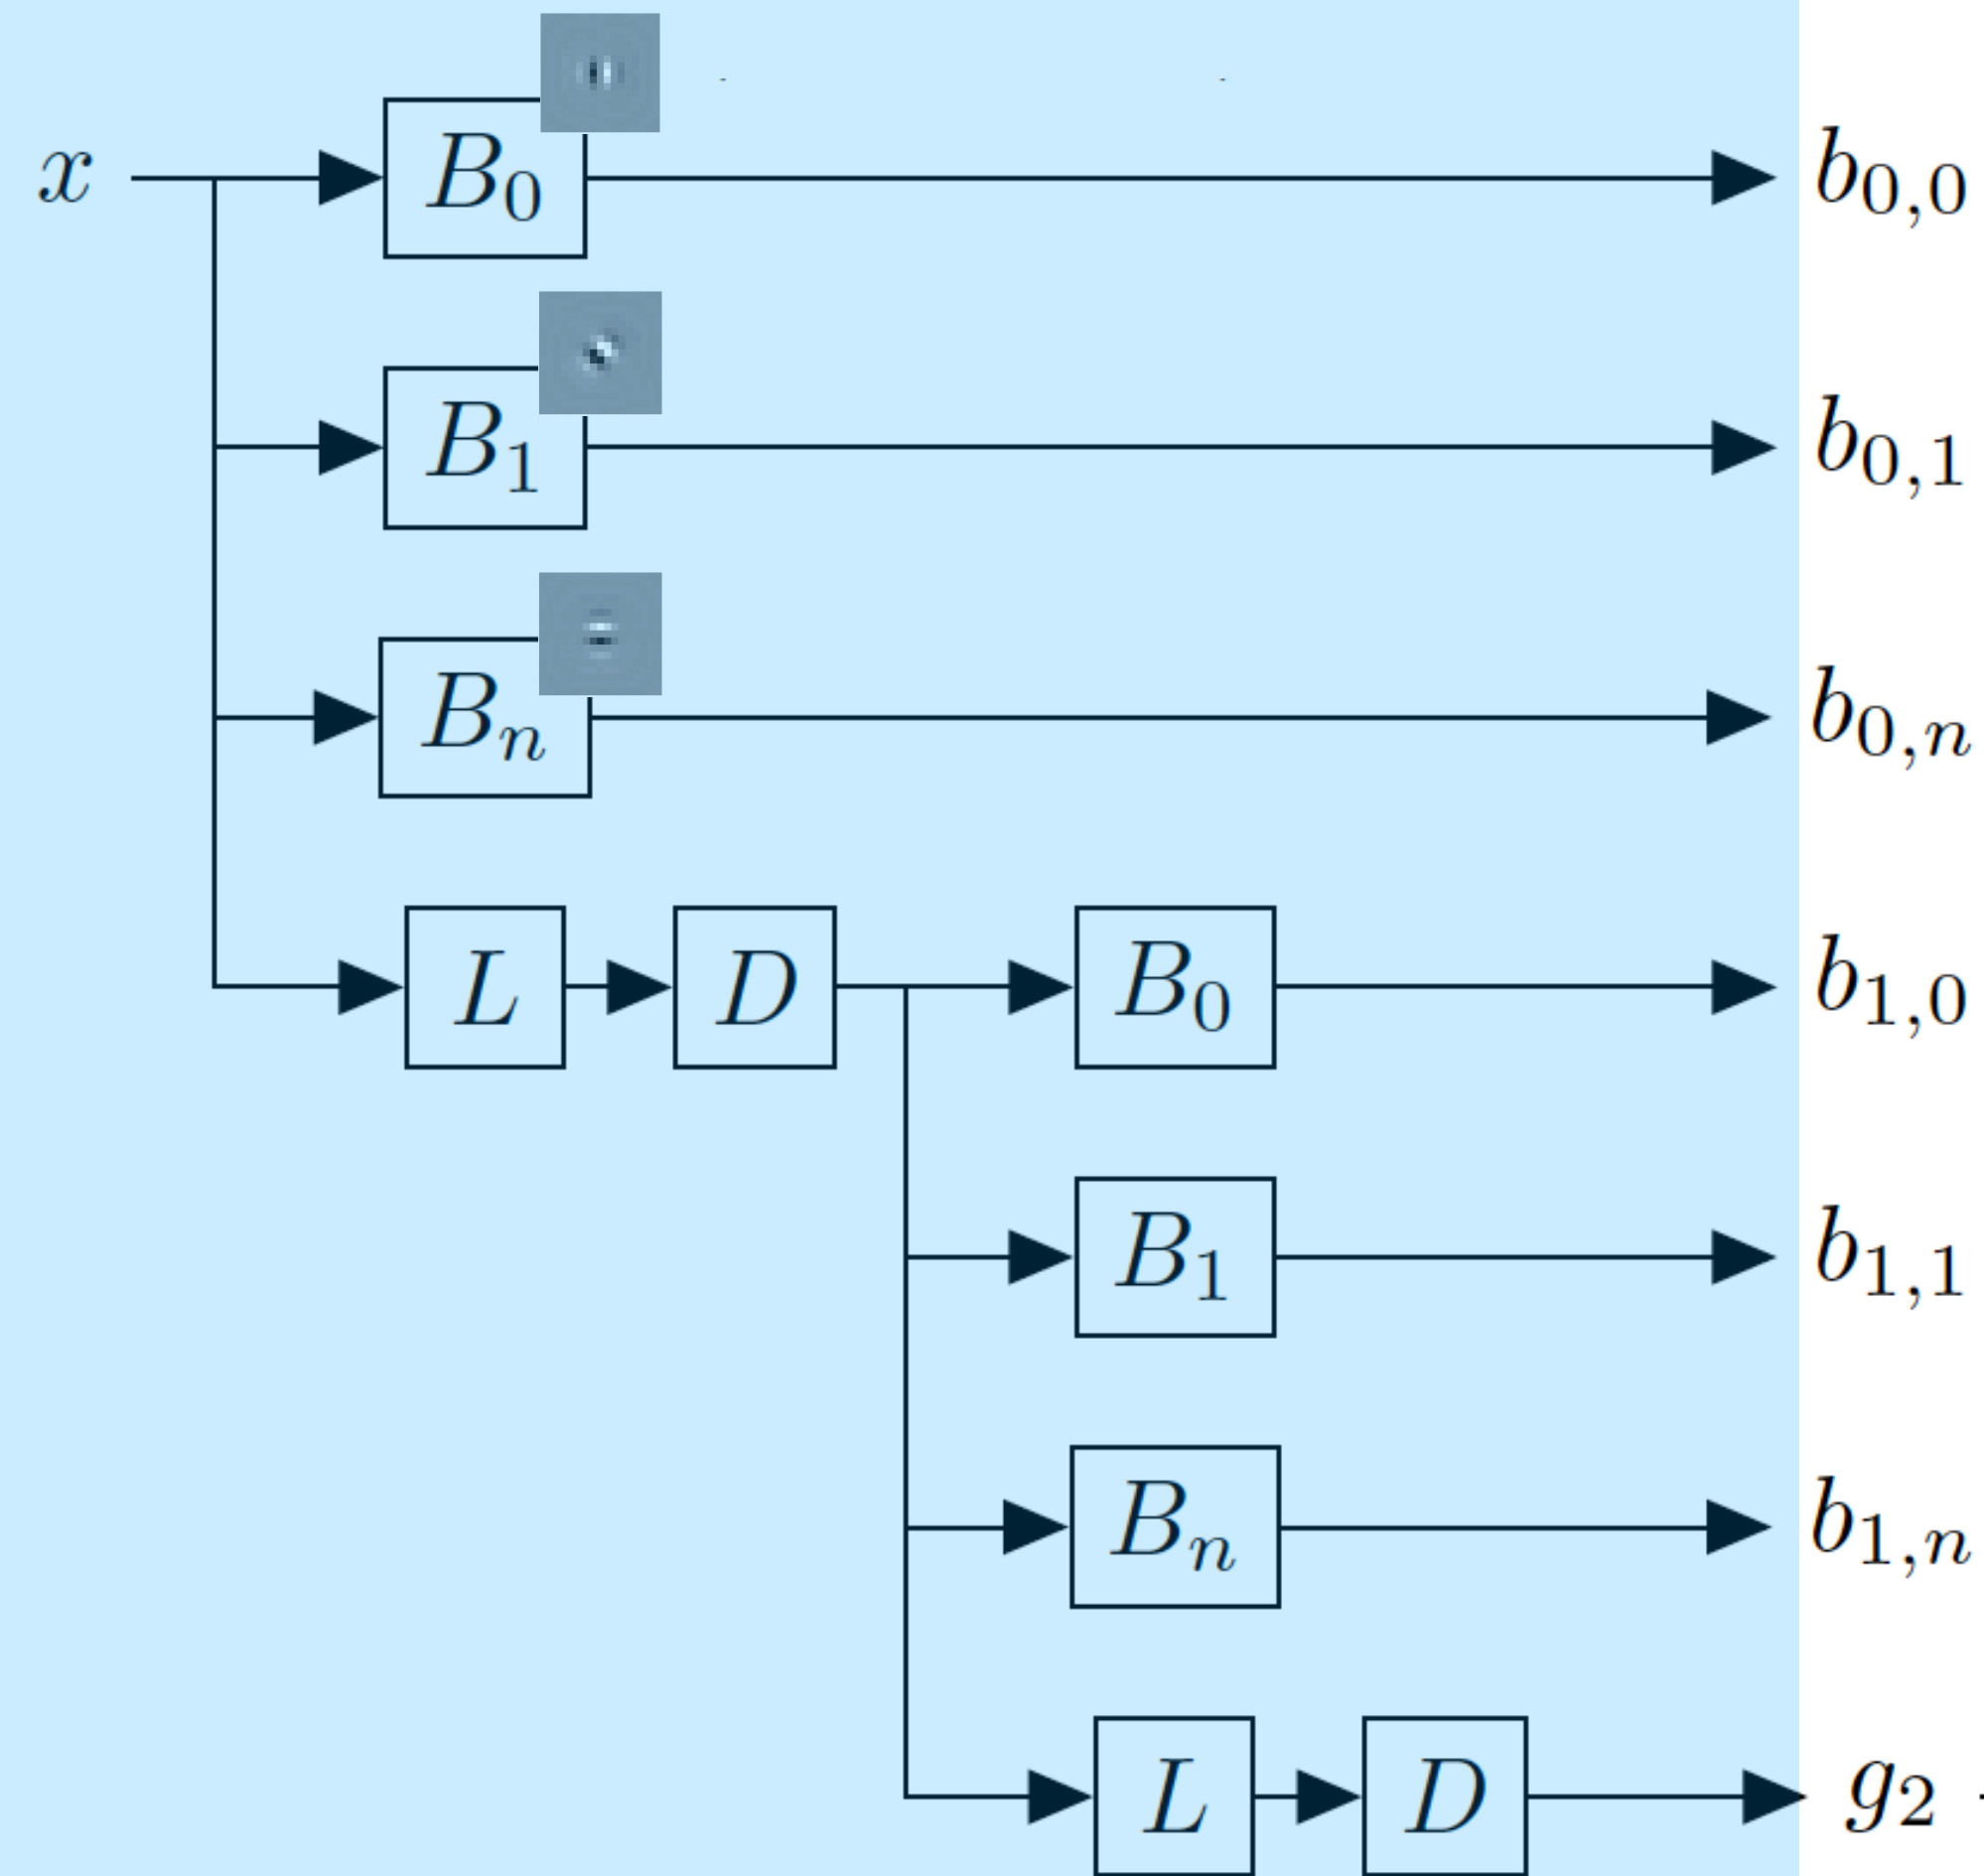 x B₀ b₀,₀
B₁ b₀,₁
Bₙ b₀,ₙ
L D B₀ b₁,₀
B₁ b₁,₁
Bₙ b₁,ₙ
L D g₂